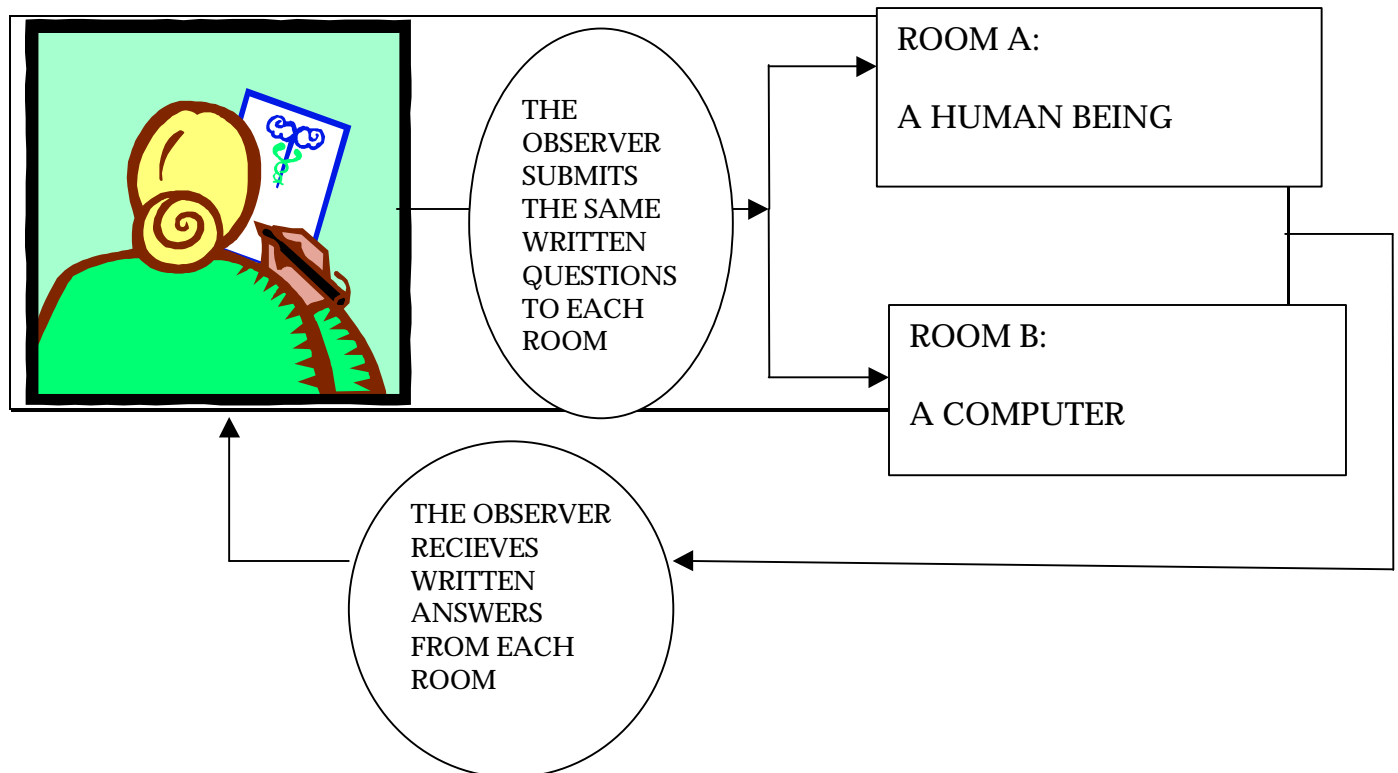 THE
OBSERVER
SUBMITS
THE SAME
WRITTEN
QUESTIONS
TO EACH
ROOM
ROOM A:
A HUMAN BEING
ROOM B:
A COMPUTER
THE OBSERVER
RECIEVES
WRITTEN
ANSWERS
FROM EACH
ROOM